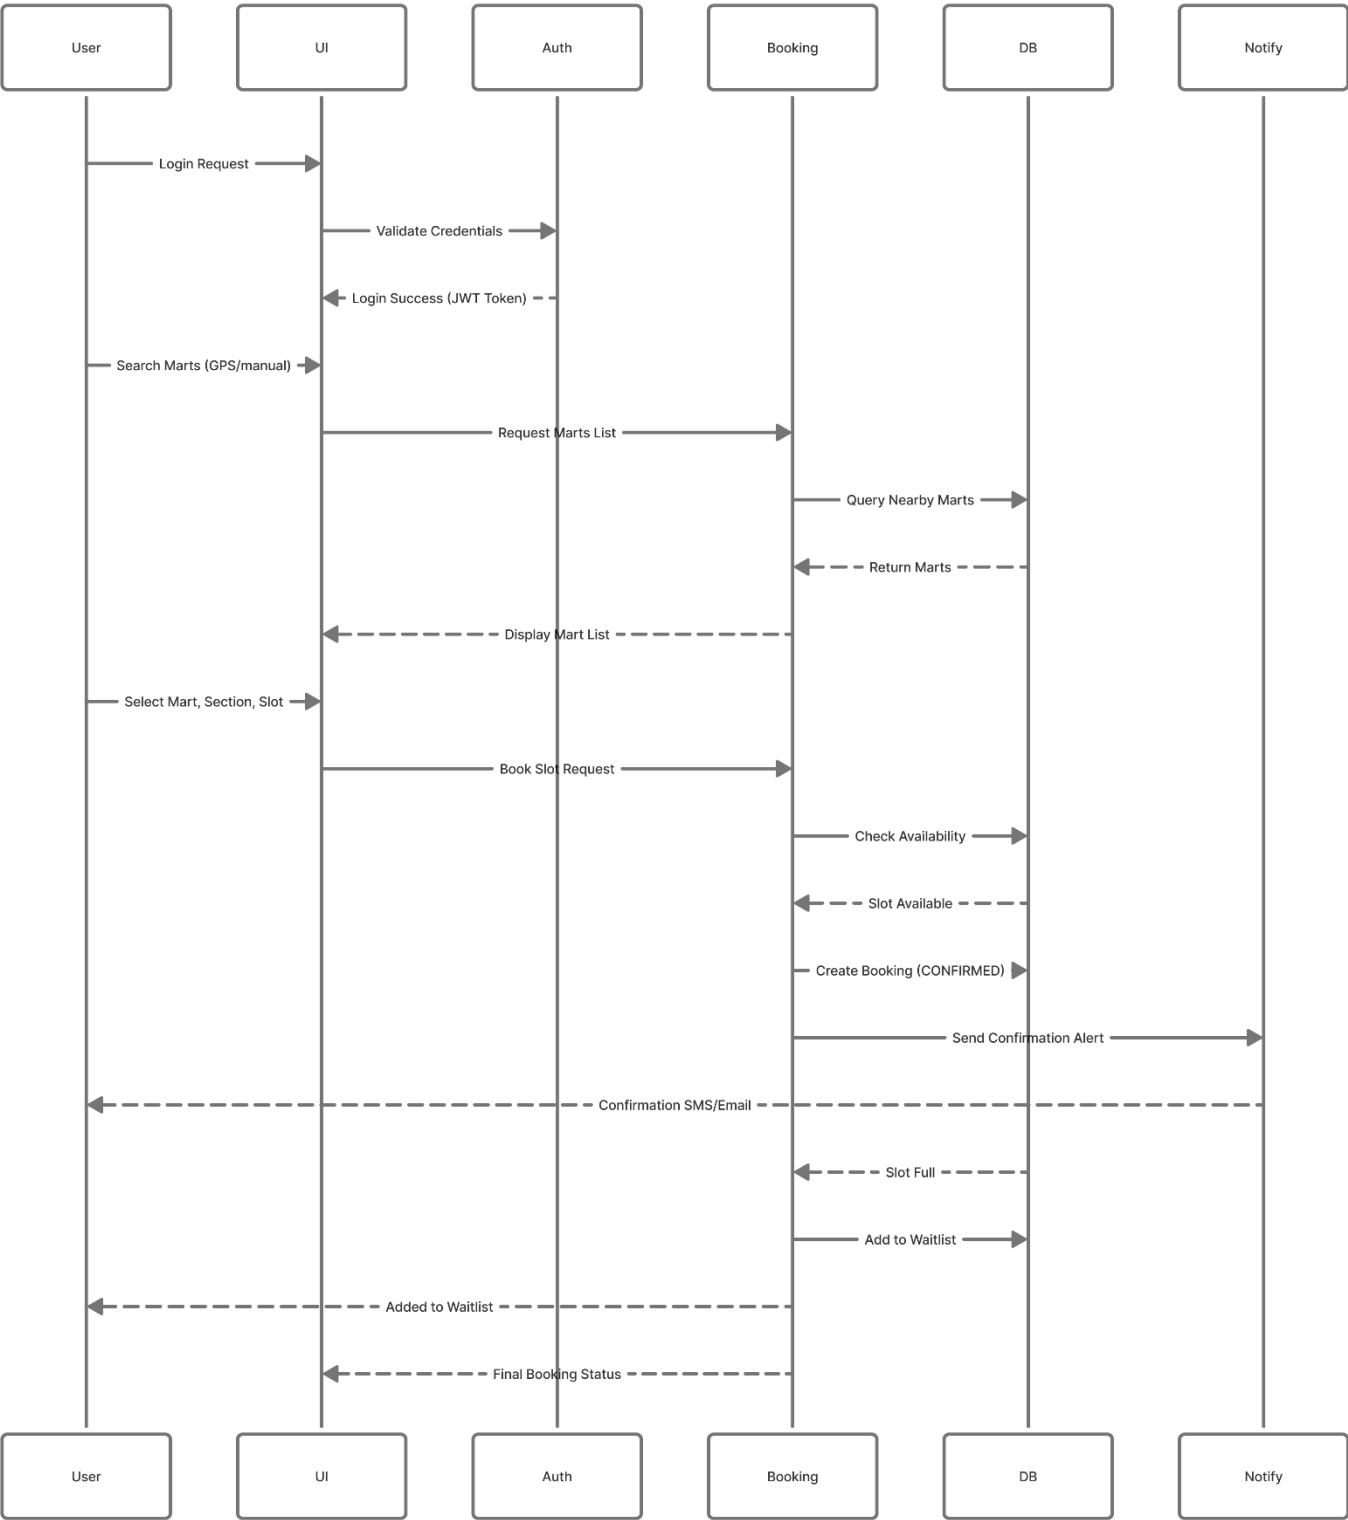 User
UI
Auth
Booking
DB
Notify
Login Request
Validate Credentials
Login Success (JWT Token)
Search Marts (GPS/manual)
Request Marts List
Query Nearby Marts
Return Marts
Display Mart List
Select Mart, Section, Slot
Book Slot Request
Check Availability
Slot Available
Create Booking (CONFIRMED)
Send Confirmation Alert
Confirmation SMS/Email
Slot Full
Add to Waitlist
Added to Waitlist
Final Booking Status
User
UI
Auth
Booking
DB
Notify